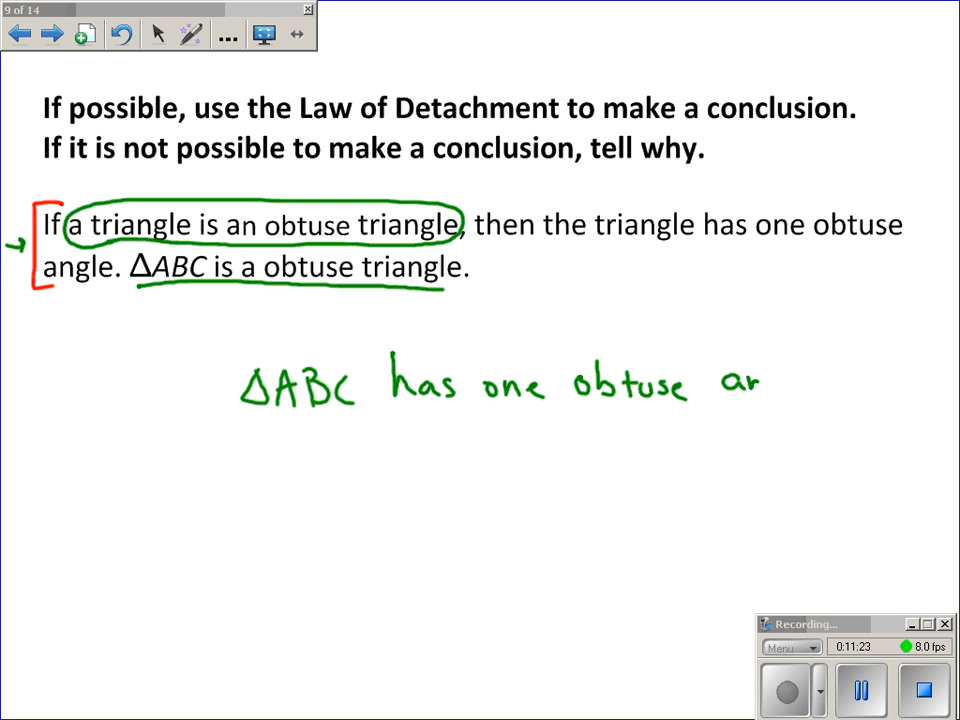 9 of 14
If possible, use the Law of Detachment to make a conclusion.
If it is not possible to make a conclusion, tell why.
If a triangle is an obtuse triangle, then the triangle has one obtuse
angle. ΔABC is a obtuse triangle.
ΔABC has one obtuse an
Recording...
Menu 0:11:23 8.0 fps